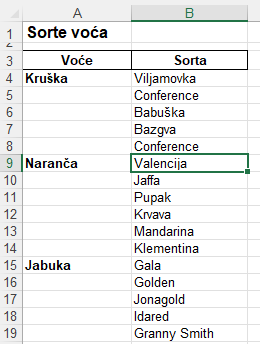 A B
1 Sorte voća
2
3 Voće Sorta
4 Kruška Viljamovka
5 Conference
6 Babuška
7 Bazgva
8 Conference
9 Naranča Valencija
10 Jaffa
11 Pupak
12 Krvava
13 Mandarina
14 Klementina
15 Jabuka Gala
16 Golden
17 Jonagold
18 Idared
19 Granny Smith